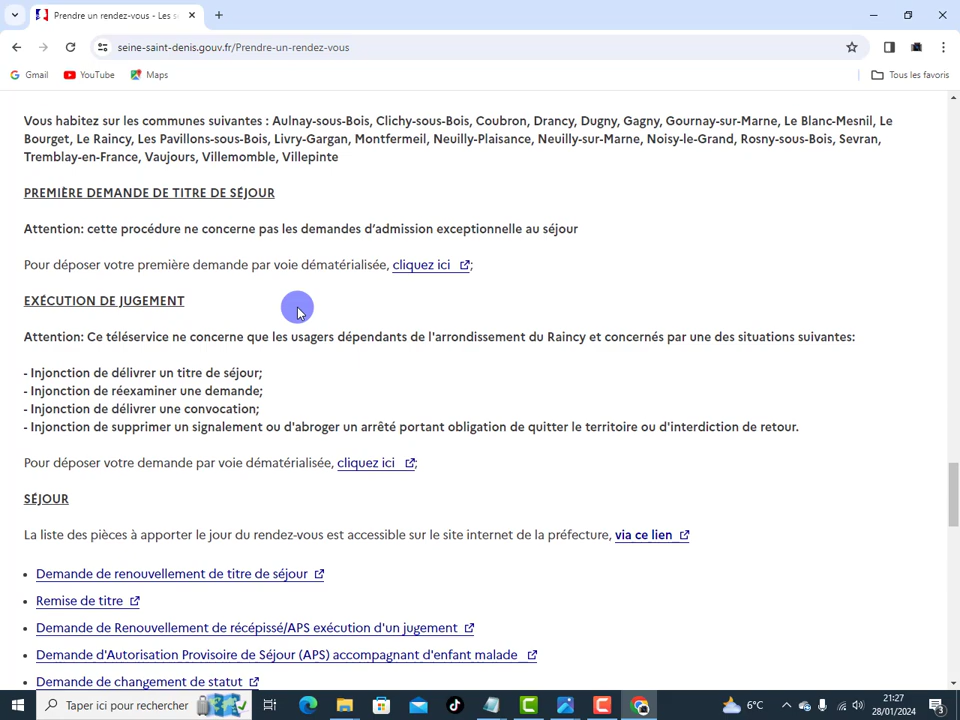 Prendre un rendez-vous - Les se
seine-saint-denis.gouv.fr/Prendre-un-rendez-vous
Gmail YouTube Maps Tous les favoris
Vous habitez sur les communes suivantes : Aulnay-sous-Bois, Clichy-sous-Bois, Coubron, Drancy, Dugny, Gagny, Gournay-sur-Marne, Le Blanc-Mesnil, Le
Bourget, Le Raincy, Les Pavillons-sous-Bois, Livry-Gargan, Montfermeil, Neuilly-Plaisance, Neuilly-sur-Marne, Noisy-le-Grand, Rosny-sous-Bois, Sevran,
Tremblay-en-France, Vaujours, Villemomble, Villepinte
PREMIÈRE DEMANDE DE TITRE DE SÉJOUR
Attention: cette procédure ne concerne pas les demandes d’admission exceptionnelle au séjour
Pour déposer votre première demande par voie dématérialisée, cliquez ici ;
EXÉCUTION DE JUGEMENT
Attention: Ce téléservice ne concerne que les usagers dépendants de l'arrondissement du Raincy et concernés par une des situations suivantes:
- Injonction de délivrer un titre de séjour;
- Injonction de réexaminer une demande;
- Injonction de délivrer une convocation;
- Injonction de supprimer un signalement ou d'abroger un arrêté portant obligation de quitter le territoire ou d'interdiction de retour.
Pour déposer votre demande par voie dématérialisée, cliquez ici ;
SÉJOUR
La liste des pièces à apporter le jour du rendez-vous est accessible sur le site internet de la préfecture, via ce lien
• Demande de renouvellement de titre de séjour
• Remise de titre
• Demande de Renouvellement de récépissé/APS exécution d'un jugement
• Demande d'Autorisation Provisoire de Séjour (APS) accompagnant d'enfant malade
• Demande de changement de statut
Taper ici pour rechercher
6°C
21:27
28/01/2024
3